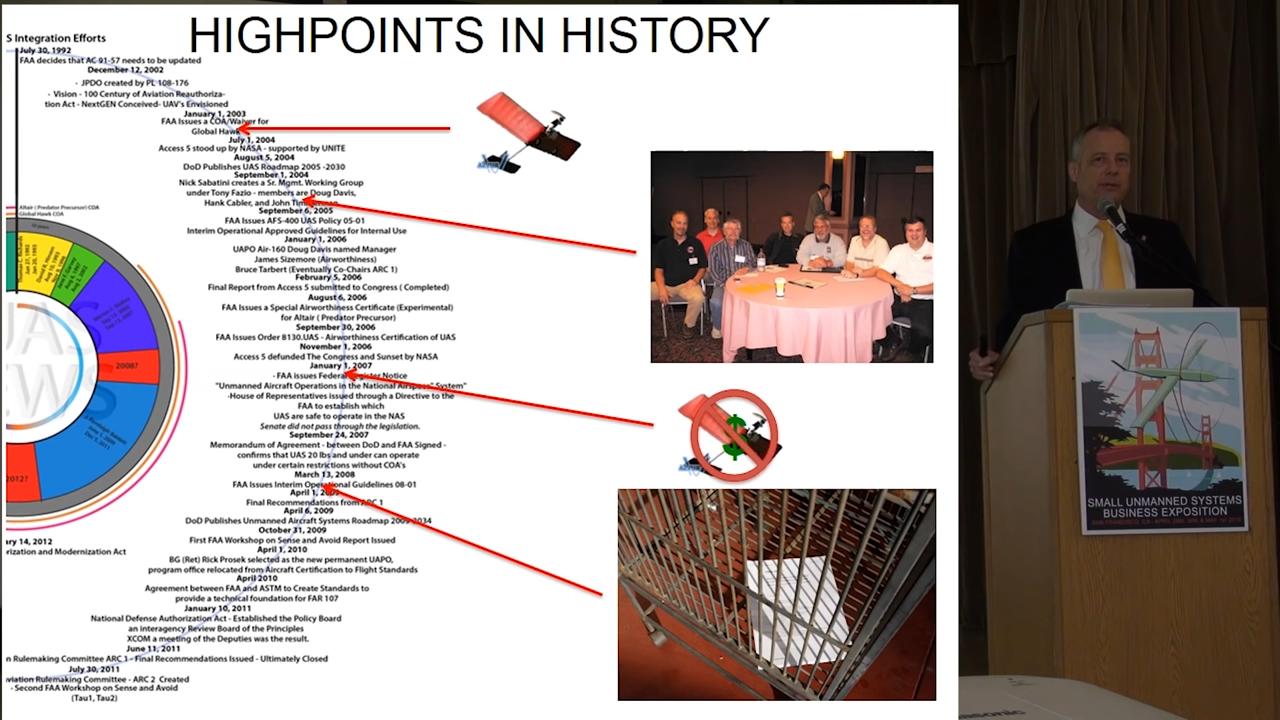 HIGHPOINTS IN HISTORY
S Integration Efforts
July 30, 1992
FAA decides that AC 91-57 needs to be updated
December 12, 2002
- JPDO created by PL 108-176
- Vision - 100 Century of Aviation Reauthoriza-
tion Act - NextGEN Conceived- UAV's Envisioned
January 1, 2003
FAA Issues a COA/Waiver for
Global Hawk
July 1, 2004
Access 5 stood up by NASA - supported by UNITE
August 5, 2004
DoD Publishes UAS Roadmap 2005 -2030
September 1, 2004
Nick Sabatini creates a Sr. Mgmt. Working Group
under Tony Fazio - members are Doug Davis,
Hank Cabler, and John
September 6, 2005
FAA Issues AFS-400 UAS Policy 05-01
Interim Operational Approved Guidelines for Internal Use
January 1, 2006
UAPO Air-160 Doug Davis named Manager
James Sizemore (Airworthiness)
Bruce Tarbert (Eventually Co-Chairs ARC 1)
February 5, 2006
Final Report from Access 5 submitted to Congress ( Completed)
August 6, 2006
FAA Issues a Special Airworthiness Certificate (Experimental)
for Altair ( Predator Precursor)
September 30, 2006
FAA Issues Order 8130.UAS - Airworthiness Certification of UAS
November 1, 2006
Access 5 defunded The Congress and Sunset by NASA
January 1, 2007
- FAA issues Federal Register Notice
"Unmanned Aircraft Operations in the National Airspace" System"
-House of Representatives issued through a Directive to the
FAA to establish which
UAS are safe to operate in the NAS
Senate did not pass through the legislation.
September 24, 2007
Memorandum of Agreement - between DoD and FAA Signed -
confirms that UAS 20 lbs and under can operate
under certain restrictions without COA's
March 13, 2008
FAA Issues Interim Operational Guidelines 08-01
April 1, 2009
Final Recommendations from ARC 1
April 6, 2009
DoD Publishes Unmanned Aircraft Systems Roadmap 2009-2034
October 31, 2009
First FAA Workshop on Sense and Avoid Report Issued
April 1, 2010
BG (Ret) Rick Prosek selected as the new permanent UAPO,
program office relocated from Aircraft Certification to Flight Standards
April 2010
Agreement between FAA and ASTM to Create Standards to
provide a technical foundation for FAR 107
January 10, 2011
National Defense Authorization Act - Established the Policy Board
an interagency Review Board of the Principles
XCOM a meeting of the Deputies was the result.
June 11, 2011
n Rulemaking Committee ARC 1 - Final Recommendations Issued - Ultimately Closed
July 30, 2011
viation Rulemaking Committee - ARC 2 Created
- Second FAA Workshop on Sense and Avoid
(Tau1, Tau2)
Altair ( Predator Precursor) COA
Global Hawk COA
2008?
2012?
UAS
EWS
ary 14, 2012
rization and Modernization Act
$
SMALL UNMANNED SYSTEMS
BUSINESS EXPOSITION